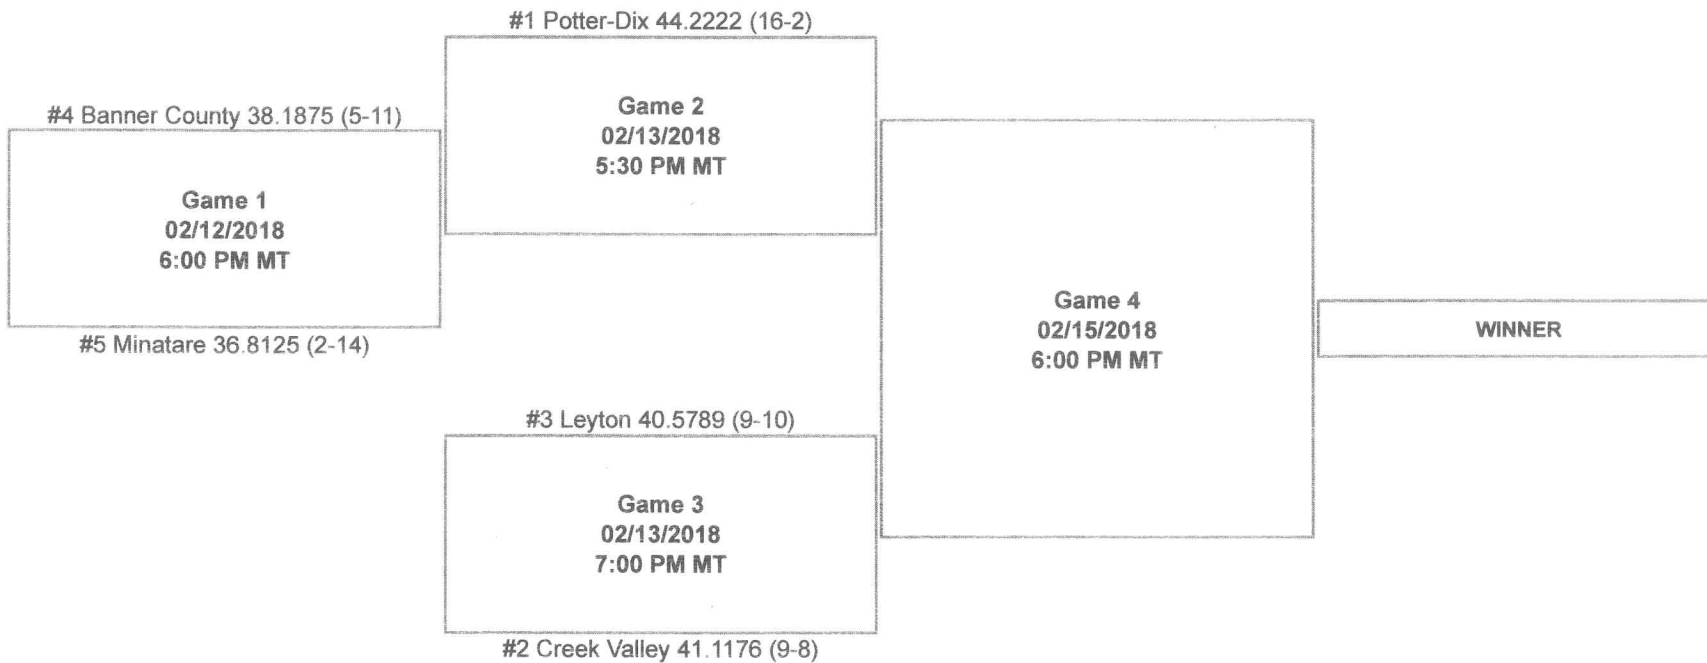 #1 Potter-Dix 44.2222 (16-2)
Game 2
02/13/2018
5:30 PM MT
#4 Banner County 38.1875 (5-11)
Game 1
02/12/2018
6:00 PM MT
#5 Minatare 36.8125 (2-14)
Game 4
02/15/2018
6:00 PM MT
WINNER
#3 Leyton 40.5789 (9-10)
Game 3
02/13/2018
7:00 PM MT
#2 Creek Valley 41.1176 (9-8)